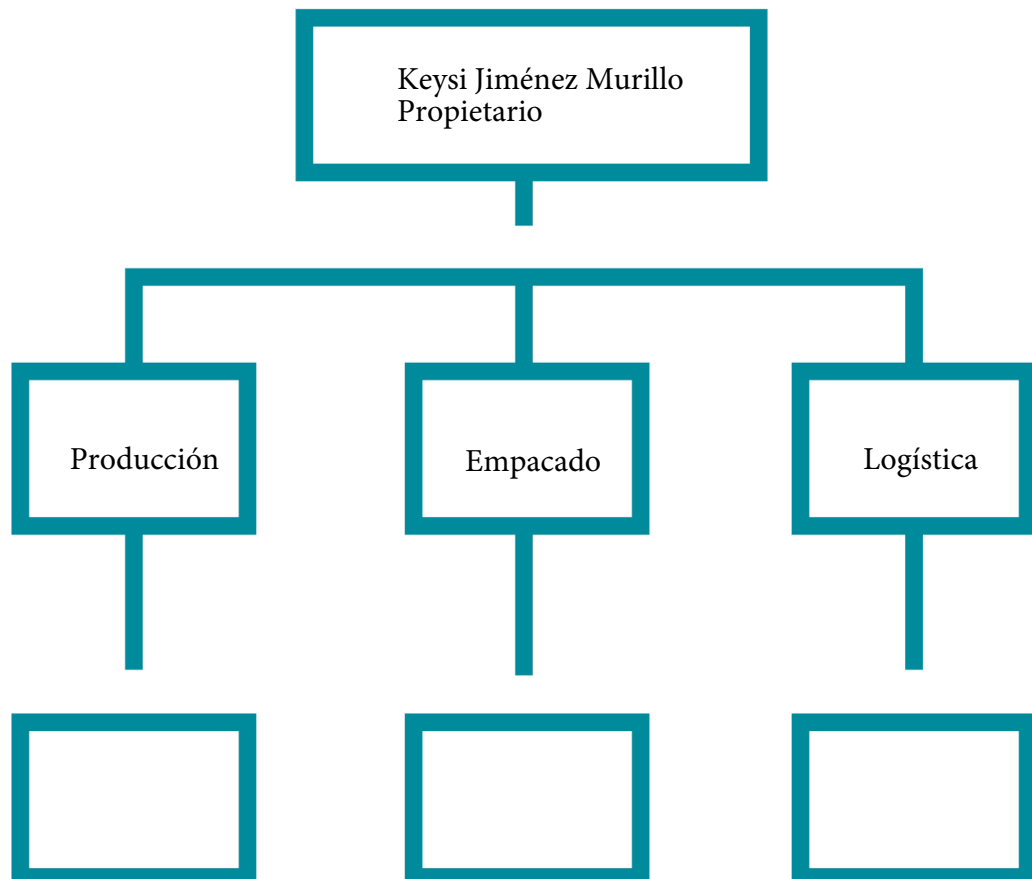 Keysi Jiménez Murillo
Propietario
Producción
Empacado
Logística